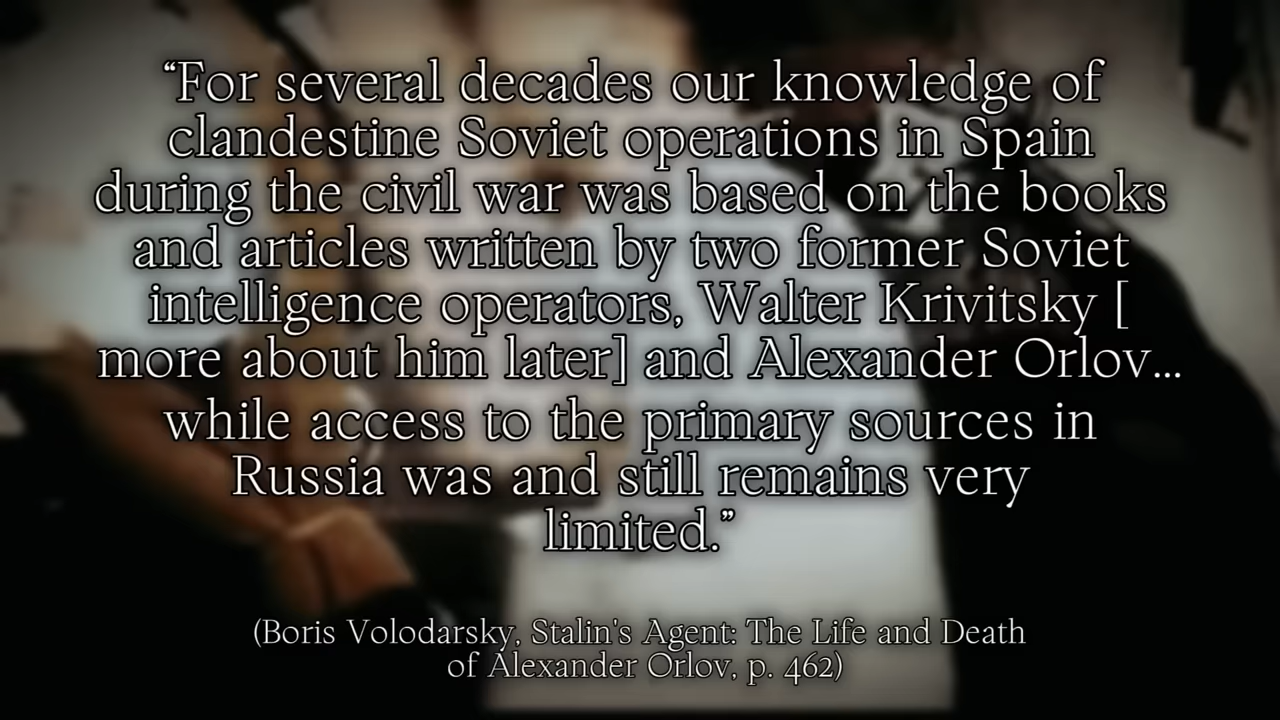 “For several decades our knowledge of
clandestine Soviet operations in Spain
during the civil war was based on the books
and articles written by two former Soviet
intelligence operators, Walter Krivitsky [
more about him later] and Alexander Orlov...
while access to the primary sources in
Russia was and still remains very
limited.”
(Boris Volodarsky, Stalin's Agent: The Life and Death
of Alexander Orlov, p. 462)